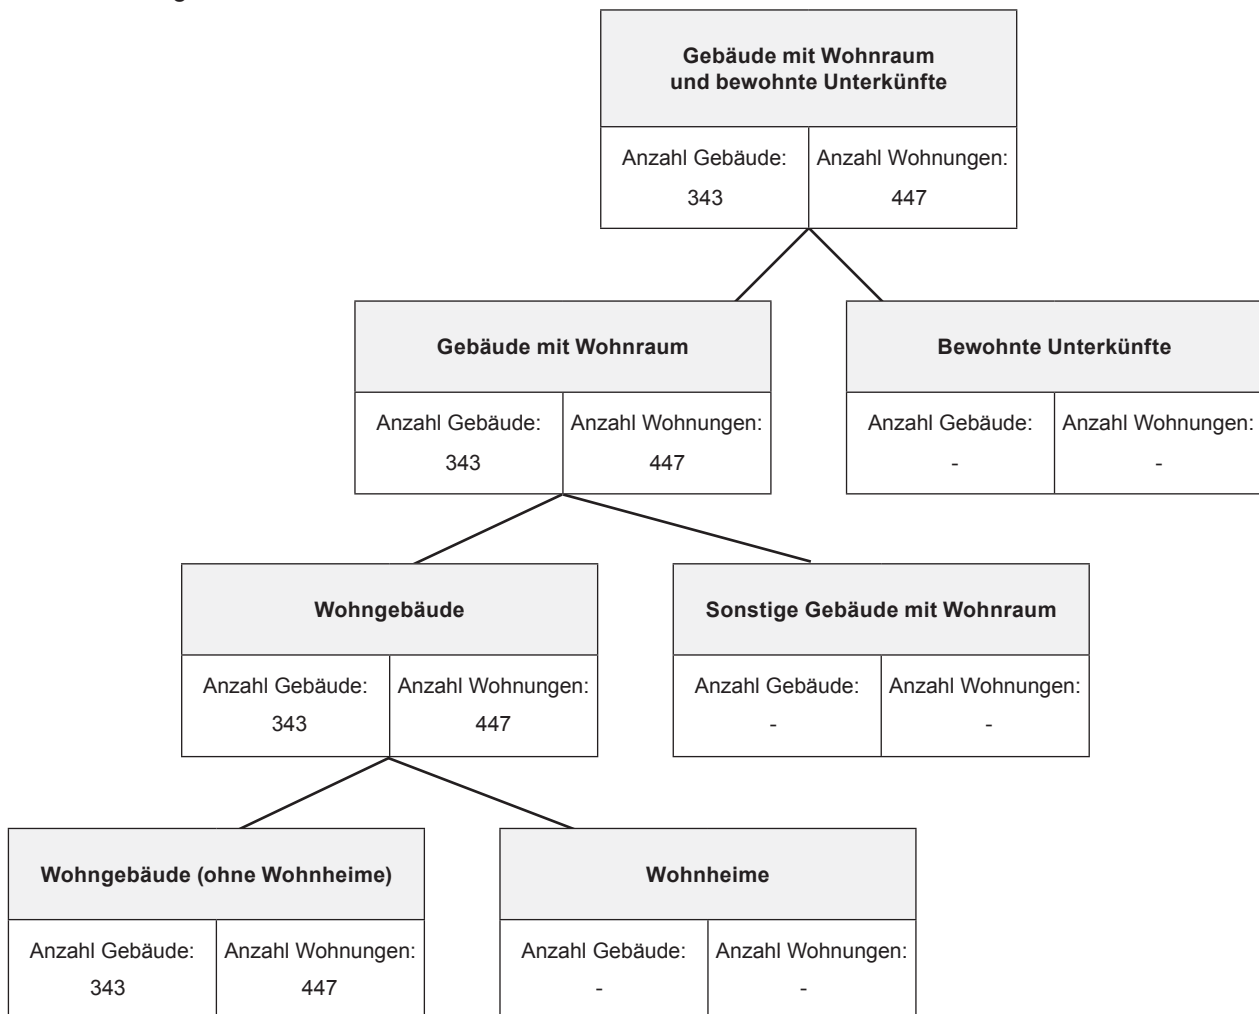 Gebäude mit Wohnraum
und bewohnte Unterkünfte
Anzahl Gebäude: Anzahl Wohnungen:
343 447
Gebäude mit Wohnraum
Anzahl Gebäude: Anzahl Wohnungen:
343 447
Bewohnte Unterkünfte
Anzahl Gebäude: Anzahl Wohnungen:
- -
Wohngebäude
Anzahl Gebäude: Anzahl Wohnungen:
343 447
Sonstige Gebäude mit Wohnraum
Anzahl Gebäude: Anzahl Wohnungen:
- -
Wohngebäude (ohne Wohnheime)
Anzahl Gebäude: Anzahl Wohnungen:
343 447
Wohnheime
Anzahl Gebäude: Anzahl Wohnungen:
- -